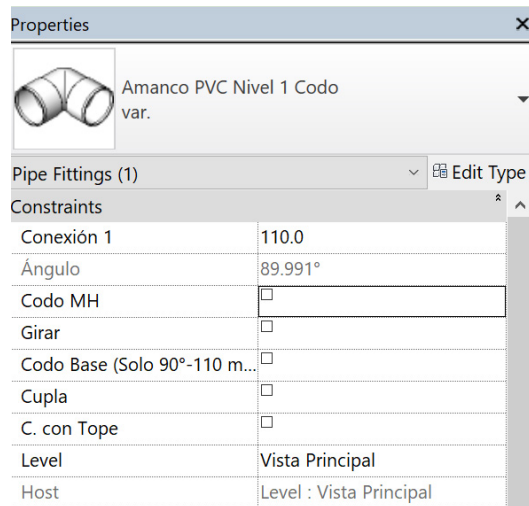 Properties
Amanco PVC Nivel 1 Codo
var.
Pipe Fittings (1) Edit Type
Constraints
Conexión 1 110.0
Ángulo 89.991°
Codo MH
Girar
Codo Base (Solo 90°-110 m...
Cupla
C. con Tope
Level Vista Principal
Host Level : Vista Principal